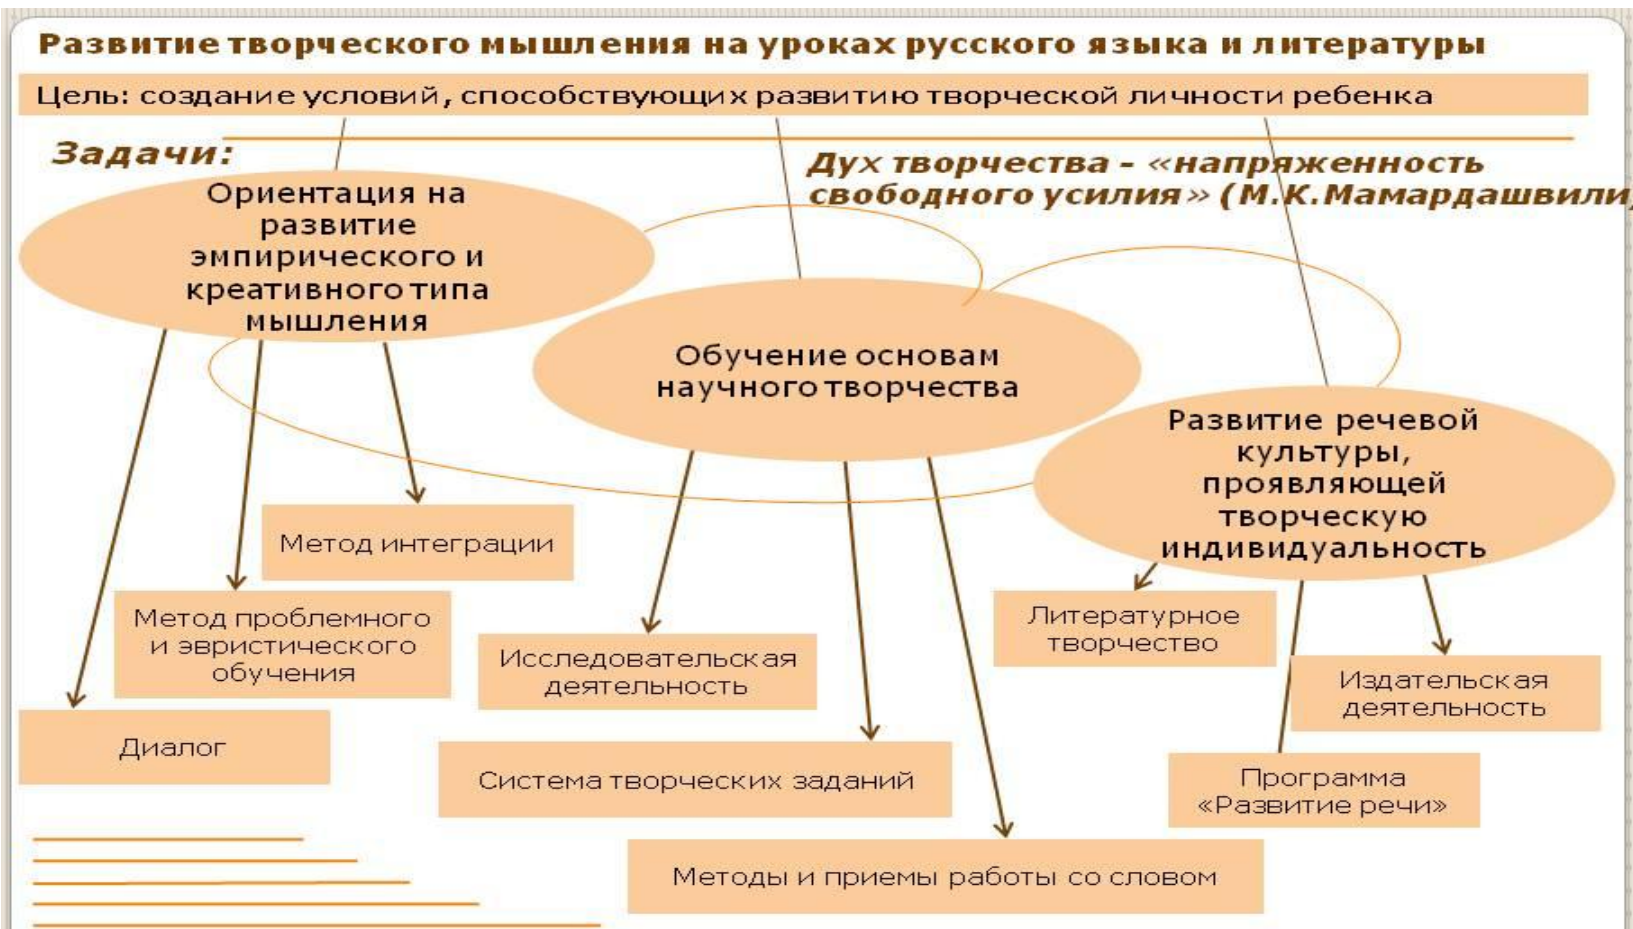 Развитие творческого мышления на уроках русского языка и литературы
Цель: создание условий, способствующих развитию творческой личности ребенка
Задачи:
Дух творчества – «напряженность
свободного усилия» (М.К.Мамардашвили)
Ориентация на
развитие
эмпирического и
креативного типа
мышления
Обучение основам
научного творчества
Развитие речевой
культуры,
проявляющей
творческую
индивидуальность
Метод интеграции
Метод проблемного
и эвристического
обучения
Диалог
Исследовательская
деятельность
Система творческих заданий
Методы и приемы работы со словом
Литературное
творчество
Издательская
деятельность
Программа
«Развитие речи»